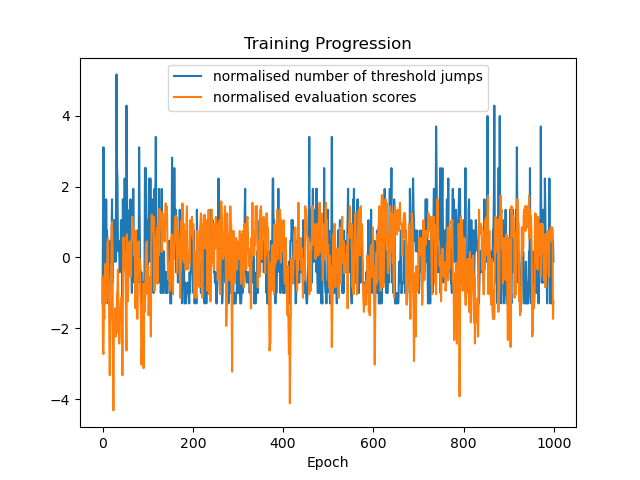 Training Progression
normalised number of threshold jumps
normalised evaluation scores
4
2
0
−2
−4
0 200 400 600 800 1000
Epoch